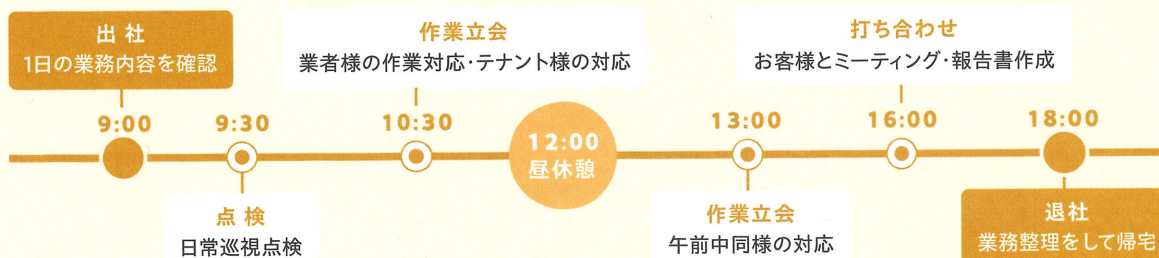 出社
1日の業務内容を確認
9:00
9:30
点検
日常巡視点検
作業立会
業者様の作業対応・テナント様の対応
10:30
12:00
昼休憩
13:00
作業立会
午前中同様の対応
打ち合わせ
お客様とミーティング・報告書作成
16:00
18:00
退社
業務整理をして帰宅